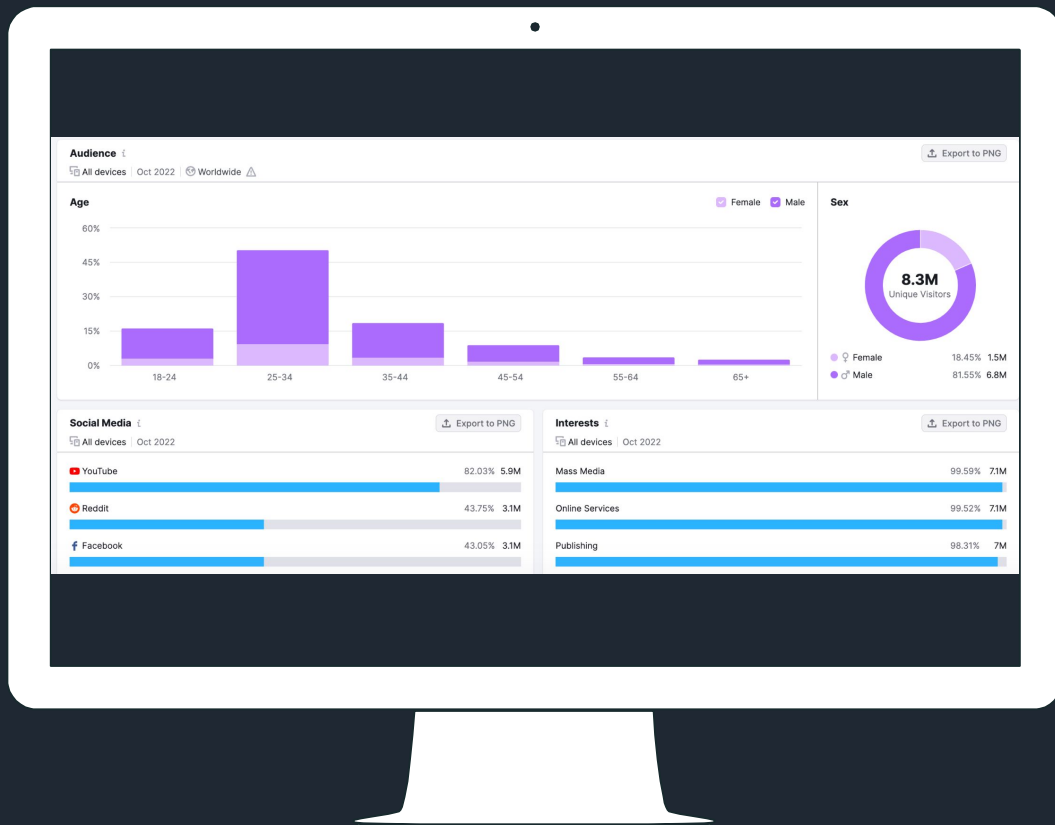 Audience i
Export to PNG
All devices Oct 2022 Worldwide
Age
Female Male
60%
45%
30%
15%
0%
18-24 25-34 35-44 45-54 55-64 65+
Sex
8.3M
Unique Visitors
Female 18.45% 1.5M
Male 81.55% 6.8M
Social Media i
Export to PNG
All devices Oct 2022
YouTube 82.03% 5.9M
Reddit 43.75% 3.1M
Facebook 43.05% 3.1M
Interests i
Export to PNG
All devices Oct 2022
Mass Media 99.59% 7.1M
Online Services 99.52% 7.1M
Publishing 98.31% 7M